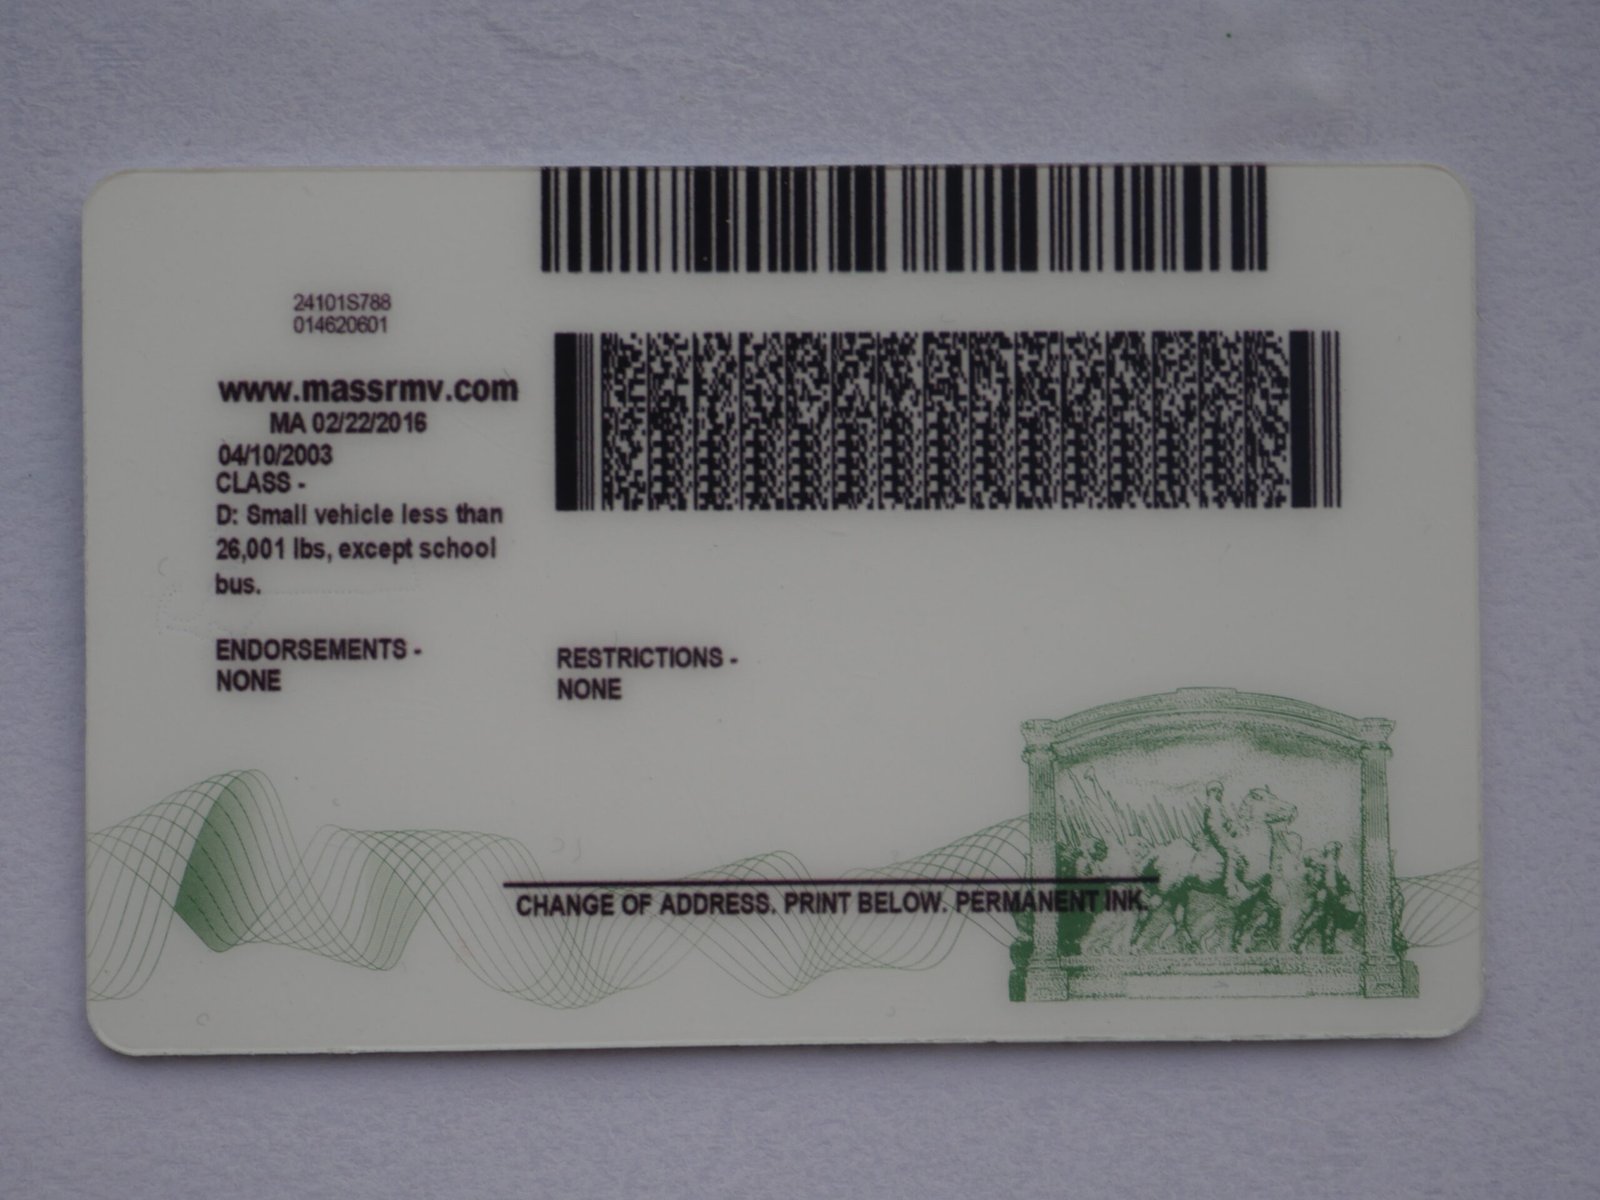 24101S788
014620601
www.massrmv.com
MA 02/22/2016
04/10/2003
CLASS -
D: Small vehicle less than
26,001 lbs, except school
bus.
ENDORSEMENTS -
NONE
RESTRICTIONS -
NONE
CHANGE OF ADDRESS. PRINT BELOW. PERMANENT INK.